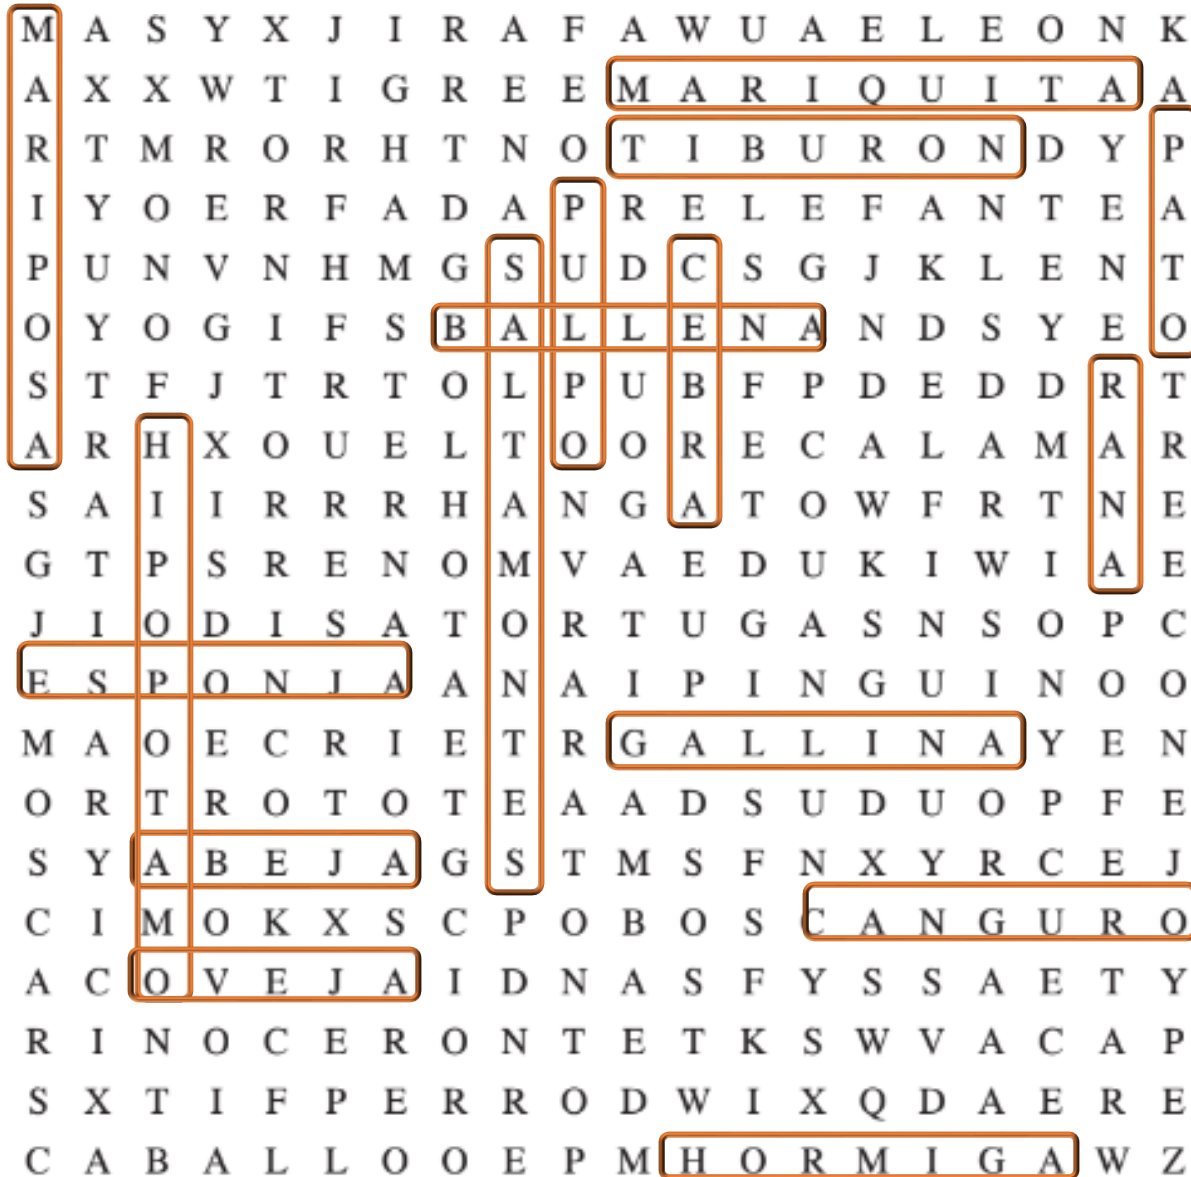 M A S Y X J I R A F A W U A E L E O N K
A X X W T I G R E E M A R I Q U I T A A
R T M R O R H T N O T I B U R O N D Y P
I Y O E R F A D A P R E L E F A N T E A
P U N V N H M G S U D C S G J K L E N T
O Y O G I F S B A L L E N A N D S Y E O
S T F J T R T O L P U B F P D E D D R T
A R H X O U E L T O O R E C A L A M A R
S A I I R R R H A N G A T O W F R T N E
G T P S R E N O M V A E D U K I W I A E
J I O D I S A T O R T U G A S N S O P C
E S P O N J A A N A I P I N G U I N O O
M A O E C R I E T R G A L L I N A Y E N
O R T R O T O T E A A D S U D U O P F E
S Y A B E J A G S T M S F N X Y R C E J
C I M O K X S C P O B O S C A N G U R O
A C O V E J A I D N A S F Y S S A E T Y
R I N O C E R O N T E T K S W V A C A P
S X T I F P E R R O D W I X Q D A E R E
C A B A L L O O E P M H O R M I G A W Z